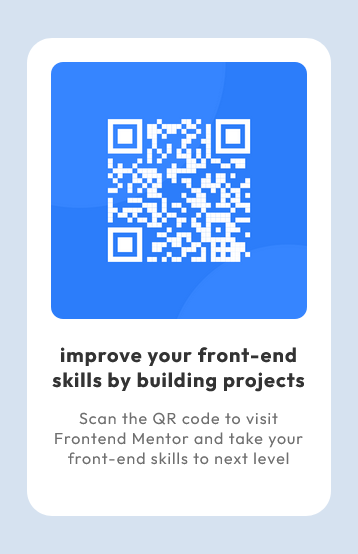 improve your front-end
skills by building projects
Scan the QR code to visit
Frontend Mentor and take your
front-end skills to next level